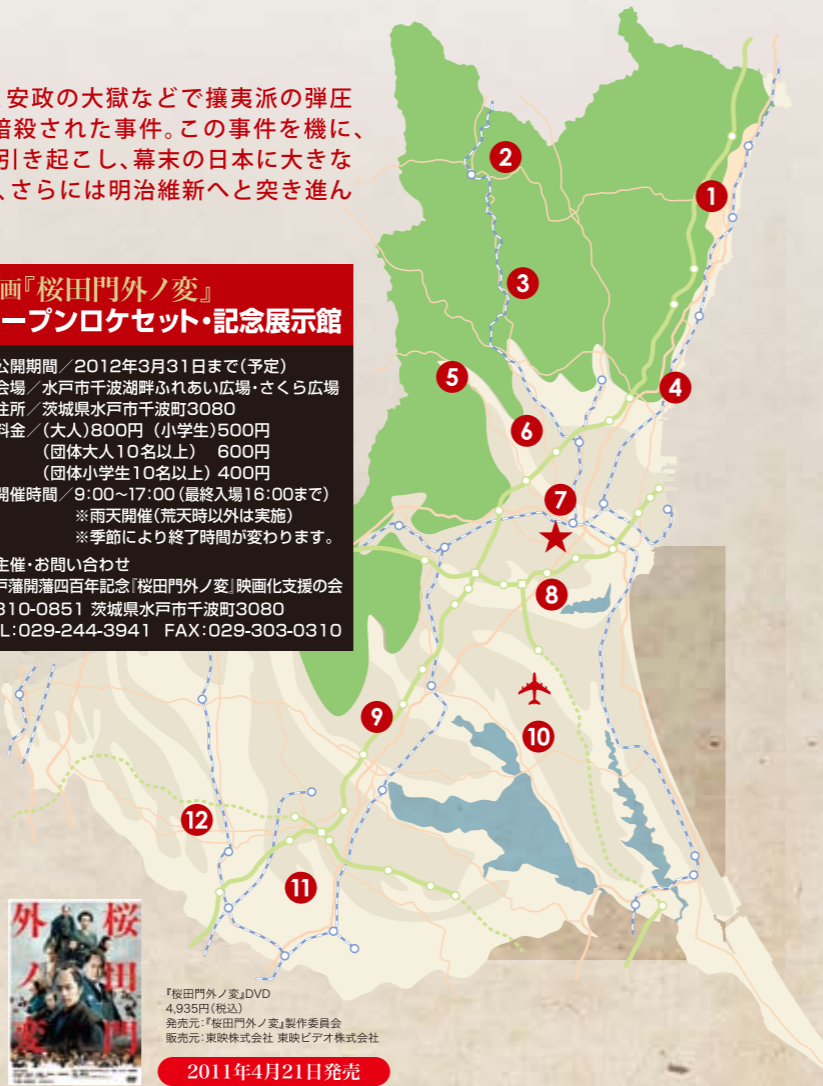 安政の大獄などで攘夷派の弾圧
暗殺された事件。この事件を機に、
引き起こし、幕末の日本に大きな
、さらには明治維新へと突き進ん
画『桜田門外ノ変』
ープンロケセット・記念展示館
公開期間／2012年3月31日まで（予定）
会場／水戸市千波湖畔ふれあい広場・さくら広場
住所／茨城県水戸市千波町3080
料金／（大人）800円（小学生）500円
（団体大人10名以上） 600円
（団体小学生10名以上） 400円
開催時間／9:00～17:00（最終入場16:00まで）
※雨天開催（荒天時以外は実施）
※季節により終了時間が変わります。
主催・お問い合わせ
戸藩開藩四百年記念『桜田門外ノ変』映画化支援の会
310-0851 茨城県水戸市千波町3080
L:029-244-3941 FAX:029-303-0310
1
2
3
4
5
6
7
8
9
10
11
12
桜田門
外ノ変
『桜田門外ノ変』DVD
4,935円（税込）
発売元:『桜田門外ノ変』製作委員会
販売元:東映株式会社 東映ビデオ株式会社
2011年4月21日発売